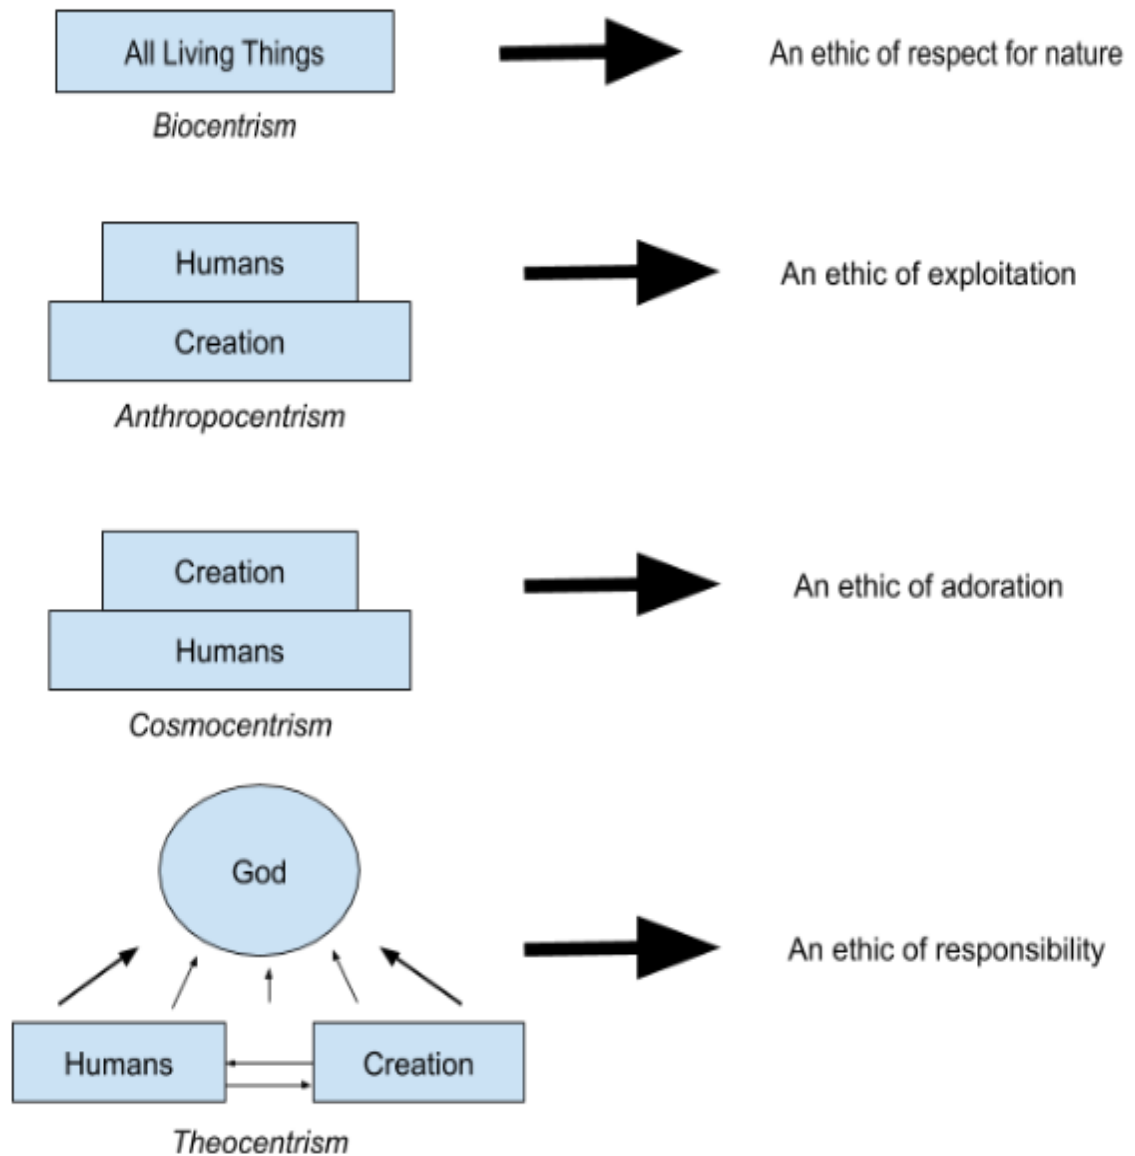 All Living Things
An ethic of respect for nature
Biocentrism
Humans
An ethic of exploitation
Creation
Anthropocentrism
Creation
An ethic of adoration
Humans
Cosmocentrism
God
An ethic of responsibility
Humans
Creation
Theocentrism